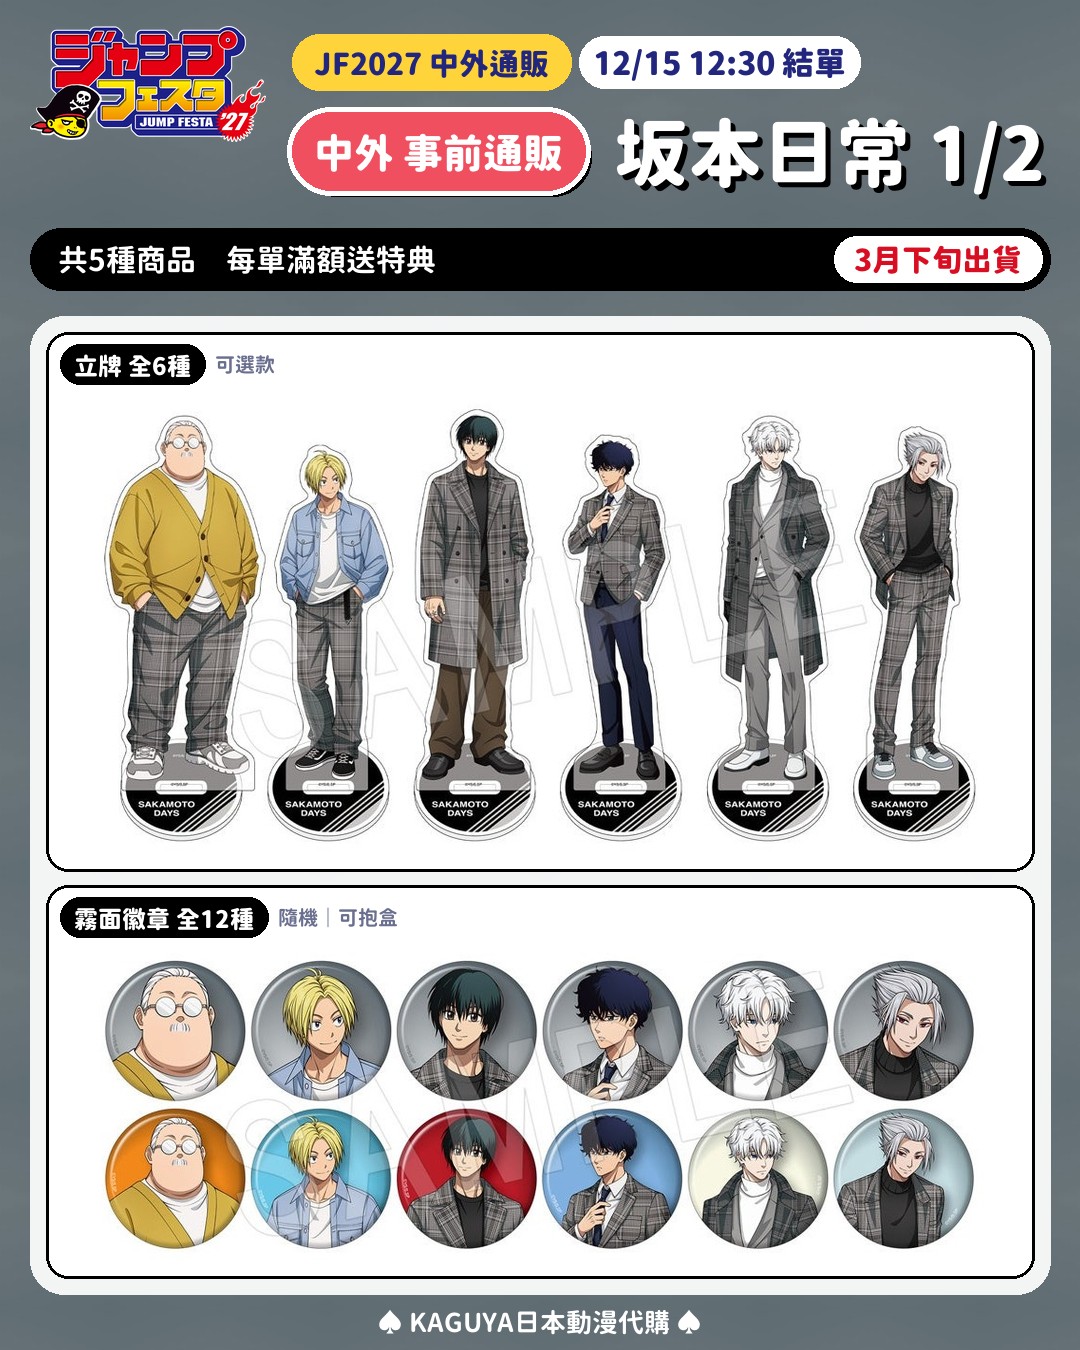 ジャンプ
フェスタ
JUMP FESTA '27
JF2027 中外通販
12/15 12:30 結單
中外 事前通販
坂本日常 1/2
共5種商品 每單滿額送特典
3月下旬出貨
立牌 全6種 可選款
SAMPLE
SAKAMOTO DAYS
SAKAMOTO DAYS
SAKAMOTO DAYS
SAKAMOTO DAYS
SAKAMOTO DAYS
SAKAMOTO DAYS
霧面徽章 全12種 隨機|可抱盒
SAMPLE
♠ KAGUYA日本動漫代購 ♠